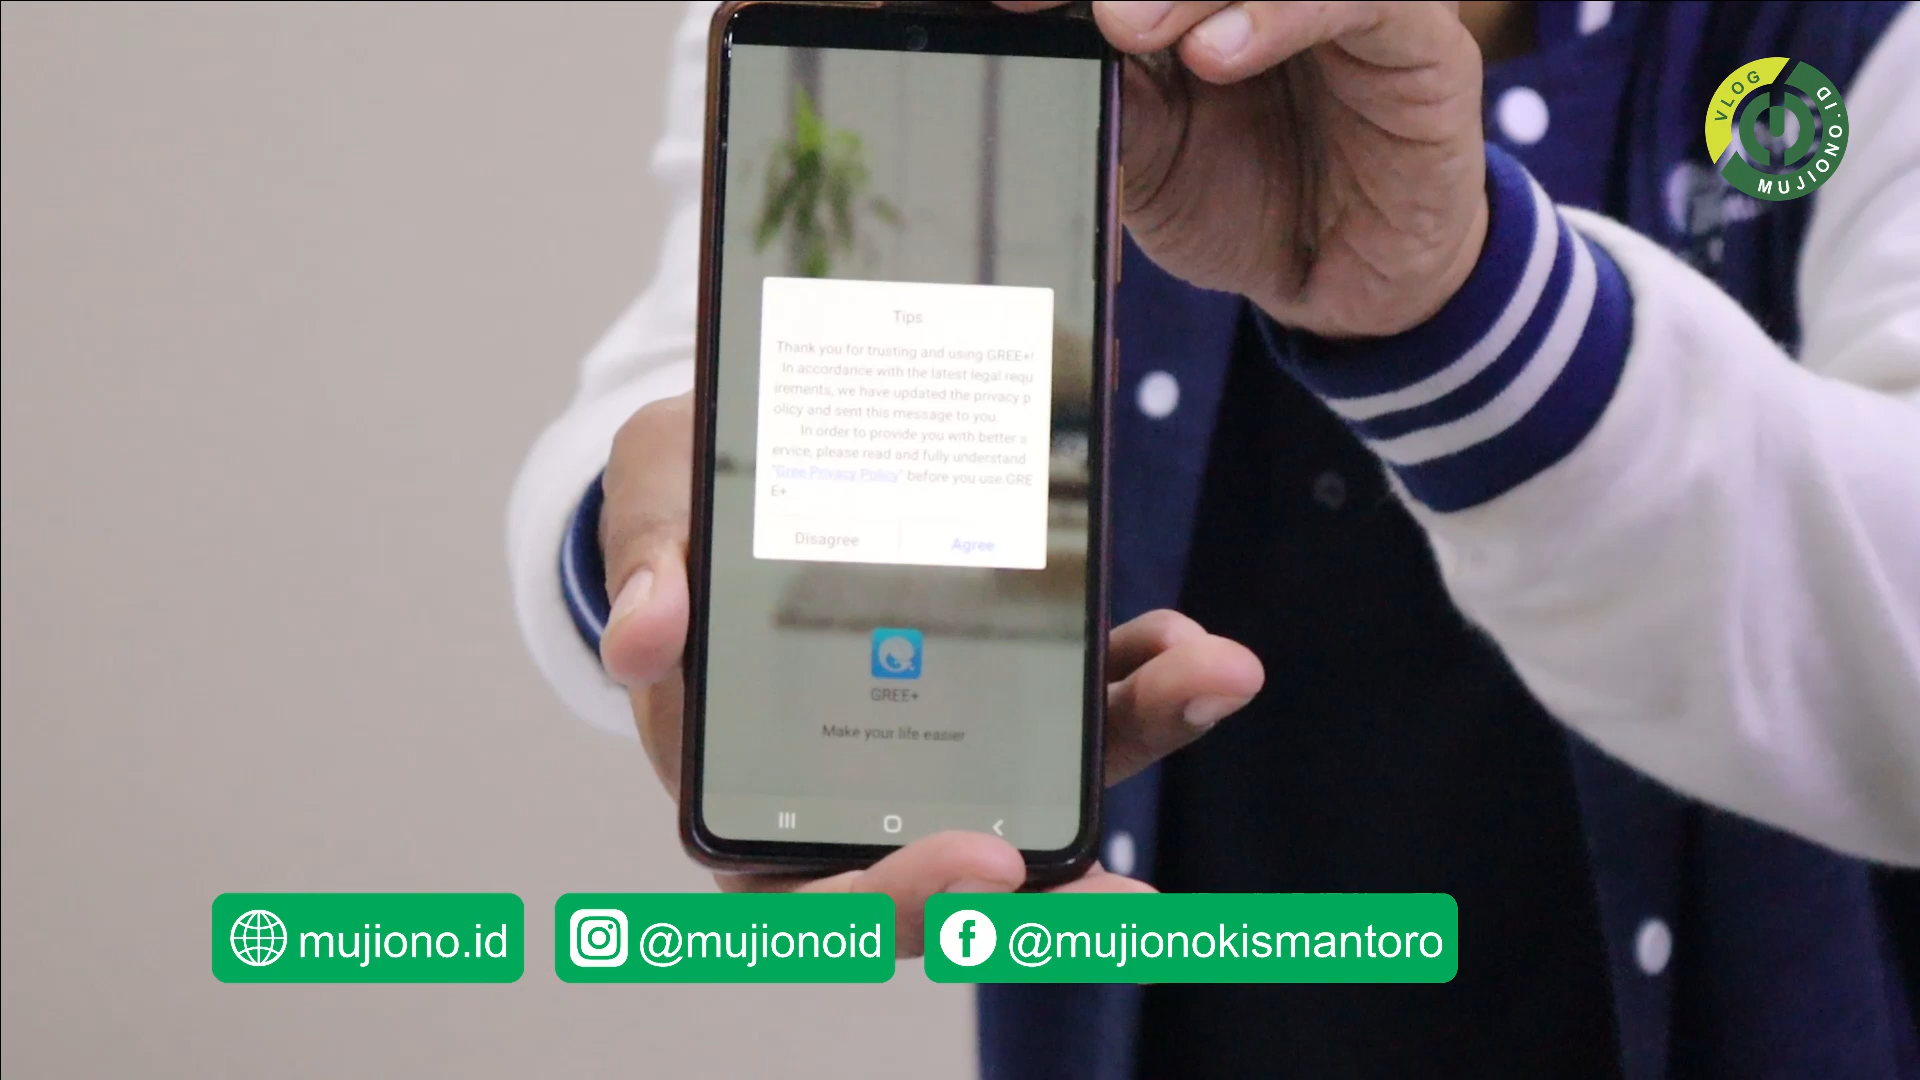 VLOG MUJIONO.ID
Tips
Thank you for trusting and using GREE+!
In accordance with the latest legal requ
irements, we have updated the privacy p
olicy and sent this message to you.
In order to provide you with better s
ervice, please read and fully understand
"Gree Privacy Policy" before you use GRE
E+
Disagree
Agree
GREE+
Make your life easier
mujiono.id
@mujionoid
@mujionokismantoro